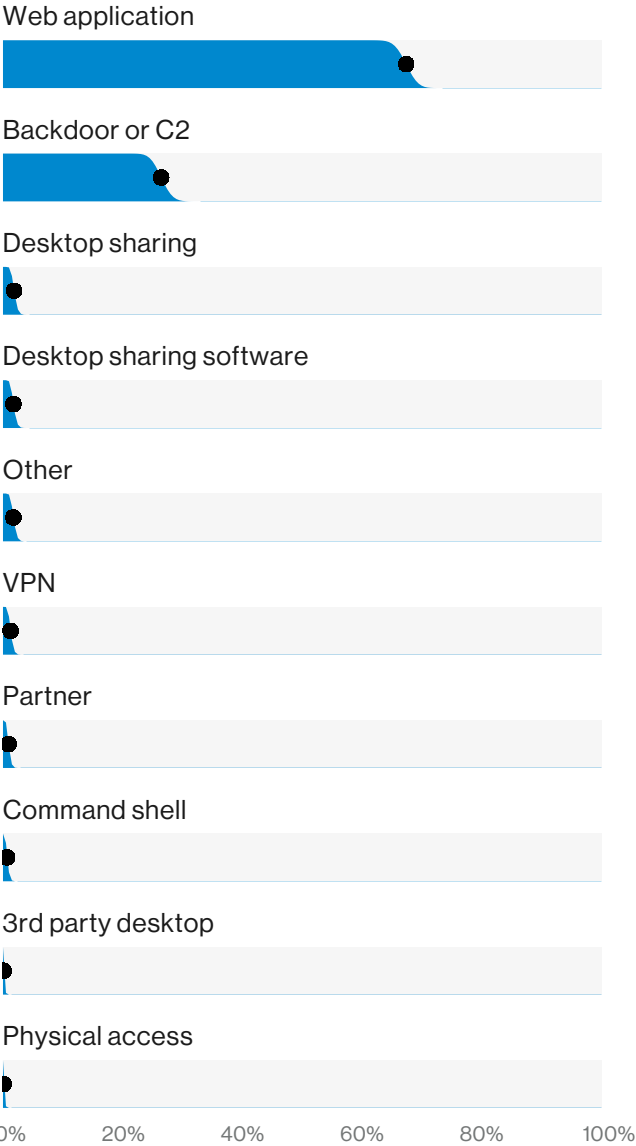 Web application
Backdoor or C2
Desktop sharing
Desktop sharing software
Other
VPN
Partner
Command shell
3rd party desktop
Physical access
0% 20% 40% 60% 80% 100%